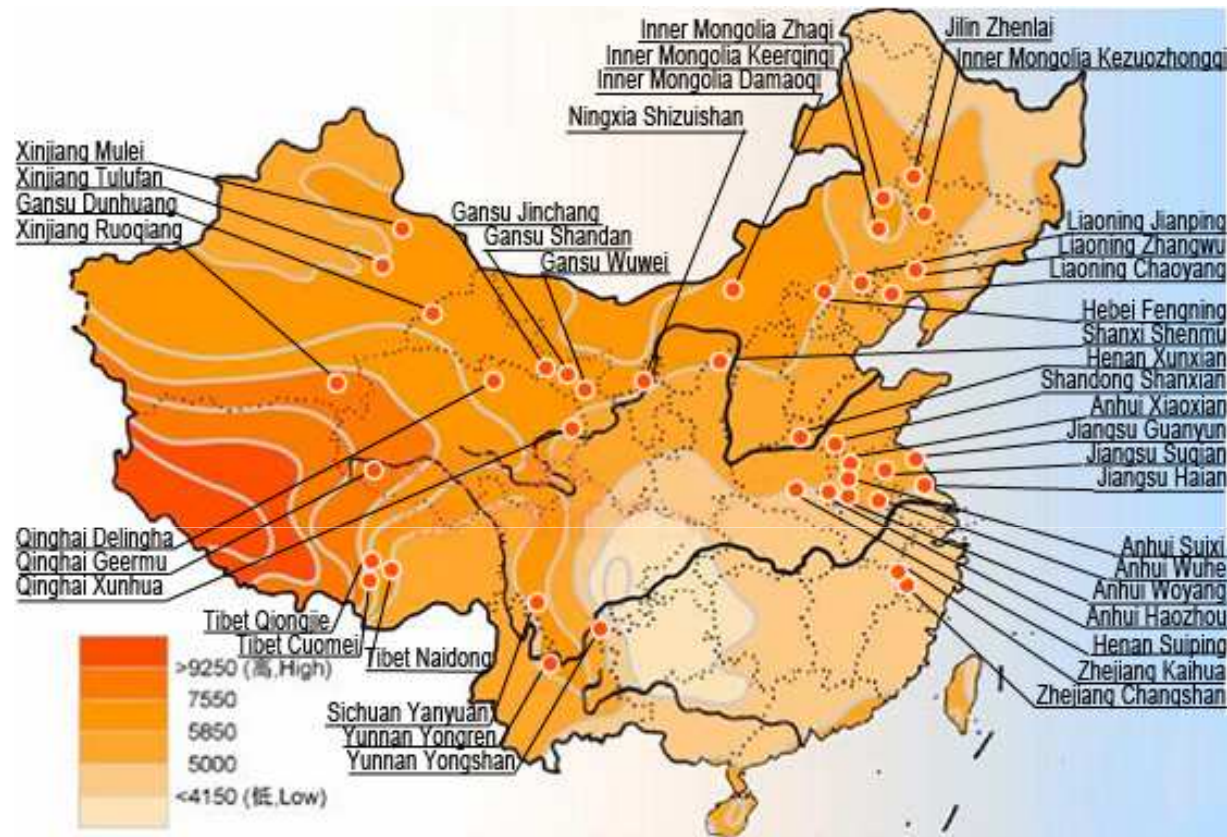 Inner Mongolia Zhaqi
Jilin Zhenlai
Inner Mongolia Keerqinqi
Inner Mongolia Kezuozhongqi
Inner Mongolia Damaoqi
Ningxia Shizuishan
Xinjiang Mulei
Xinjiang Tulufan
Gansu Dunhuang
Xinjiang Ruoqiang
Gansu Jinchang
Gansu Shandan
Gansu Wuwei
Liaoning Jianping
Liaoning Zhangwu
Liaoning Chaoyang
Hebei Fengning
Shanxi Shenmu
Henan Xunxian
Shandong Shanxian
Anhui Xiaoxian
Jiangsu Guanyun
Jiangsu Suqian
Jiangsu Haian
Qinghai Delingha
Qinghai Geermu
Qinghai Xunhua
Anhui Suixi
Anhui Wuhe
Anhui Woyang
Anhui Haozhou
Henan Suiping
Zhejiang Kaihua
Zhejiang Changshan
Tibet Qiongjie
Tibet Cuomei
Tibet Naidong
Sichuan Yanyuan
Yunnan Yongren
Yunnan Yongshan
>9250 (高,High)
7550
5850
5000
<4150 (低,Low)